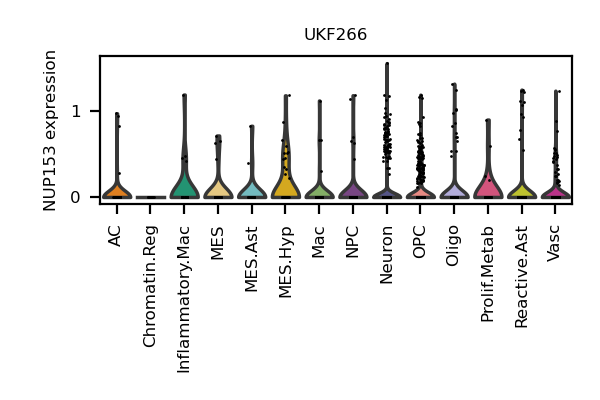 UKF266
NUP153 expression
1
0
AC
Chromatin.Reg
Inflammatory.Mac
MES
MES.Ast
MES.Hyp
Mac
NPC
Neuron
OPC
Oligo
Prolif.Metab
Reactive.Ast
Vasc